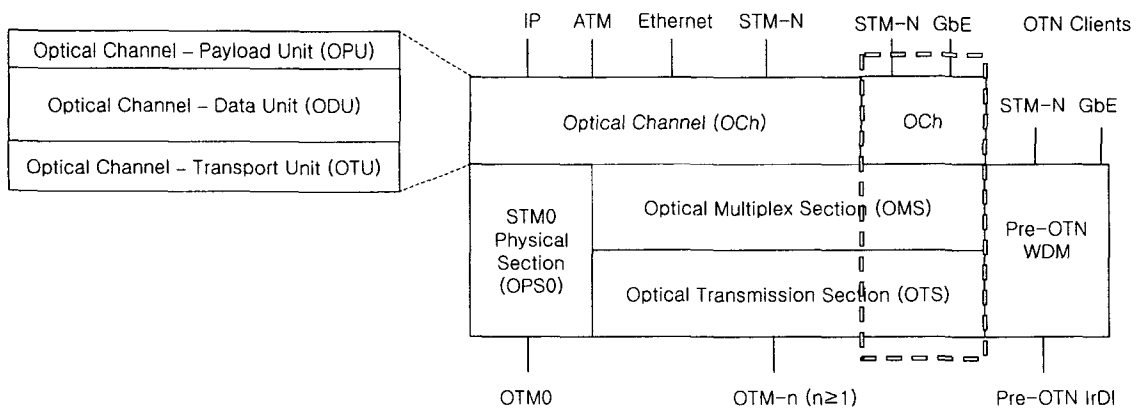 IP ATM Ethernet STM-N STM-N GbE OTN Clients
Optical Channel – Payload Unit (OPU)
Optical Channel – Data Unit (ODU)
Optical Channel – Transport Unit (OTU)
Optical Channel (OCh)
OCh
STM-N GbE
STM0
Physical
Section
(OPS0)
Optical Multiplex Section (OMS)
Optical Transmission Section (OTS)
Pre-OTN
WDM
OTM0
OTM-n (n≥1)
Pre-OTN IrDI